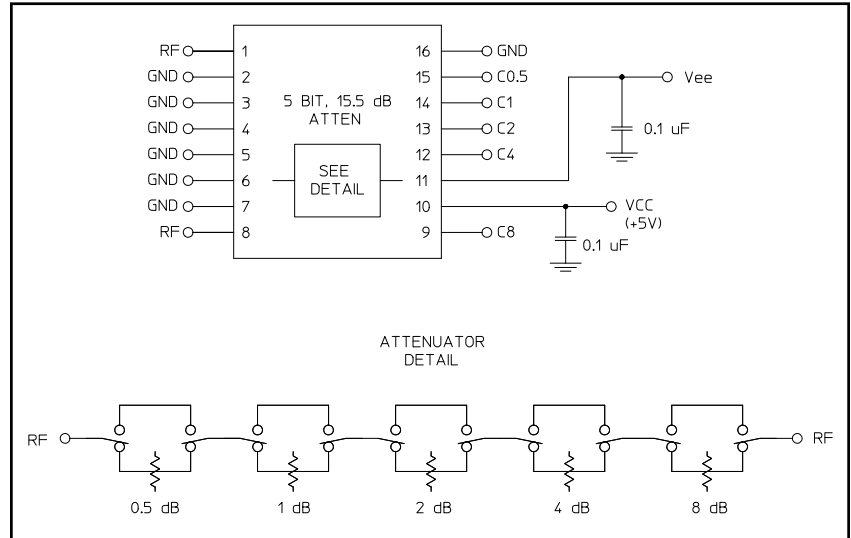 RF 1 16 GND
GND 2 15 C0.5
GND 3 14 C1
GND 4 13 C2
GND 5 12 C4
GND 6 11
GND 7 10
RF 8 9 C8
5 BIT, 15.5 dB
ATTEN
SEE
DETAIL
Vee
0.1 uF
VCC
(+5V)
0.1 uF
ATTENUATOR
DETAIL
RF RF
0.5 dB 1 dB 2 dB 4 dB 8 dB